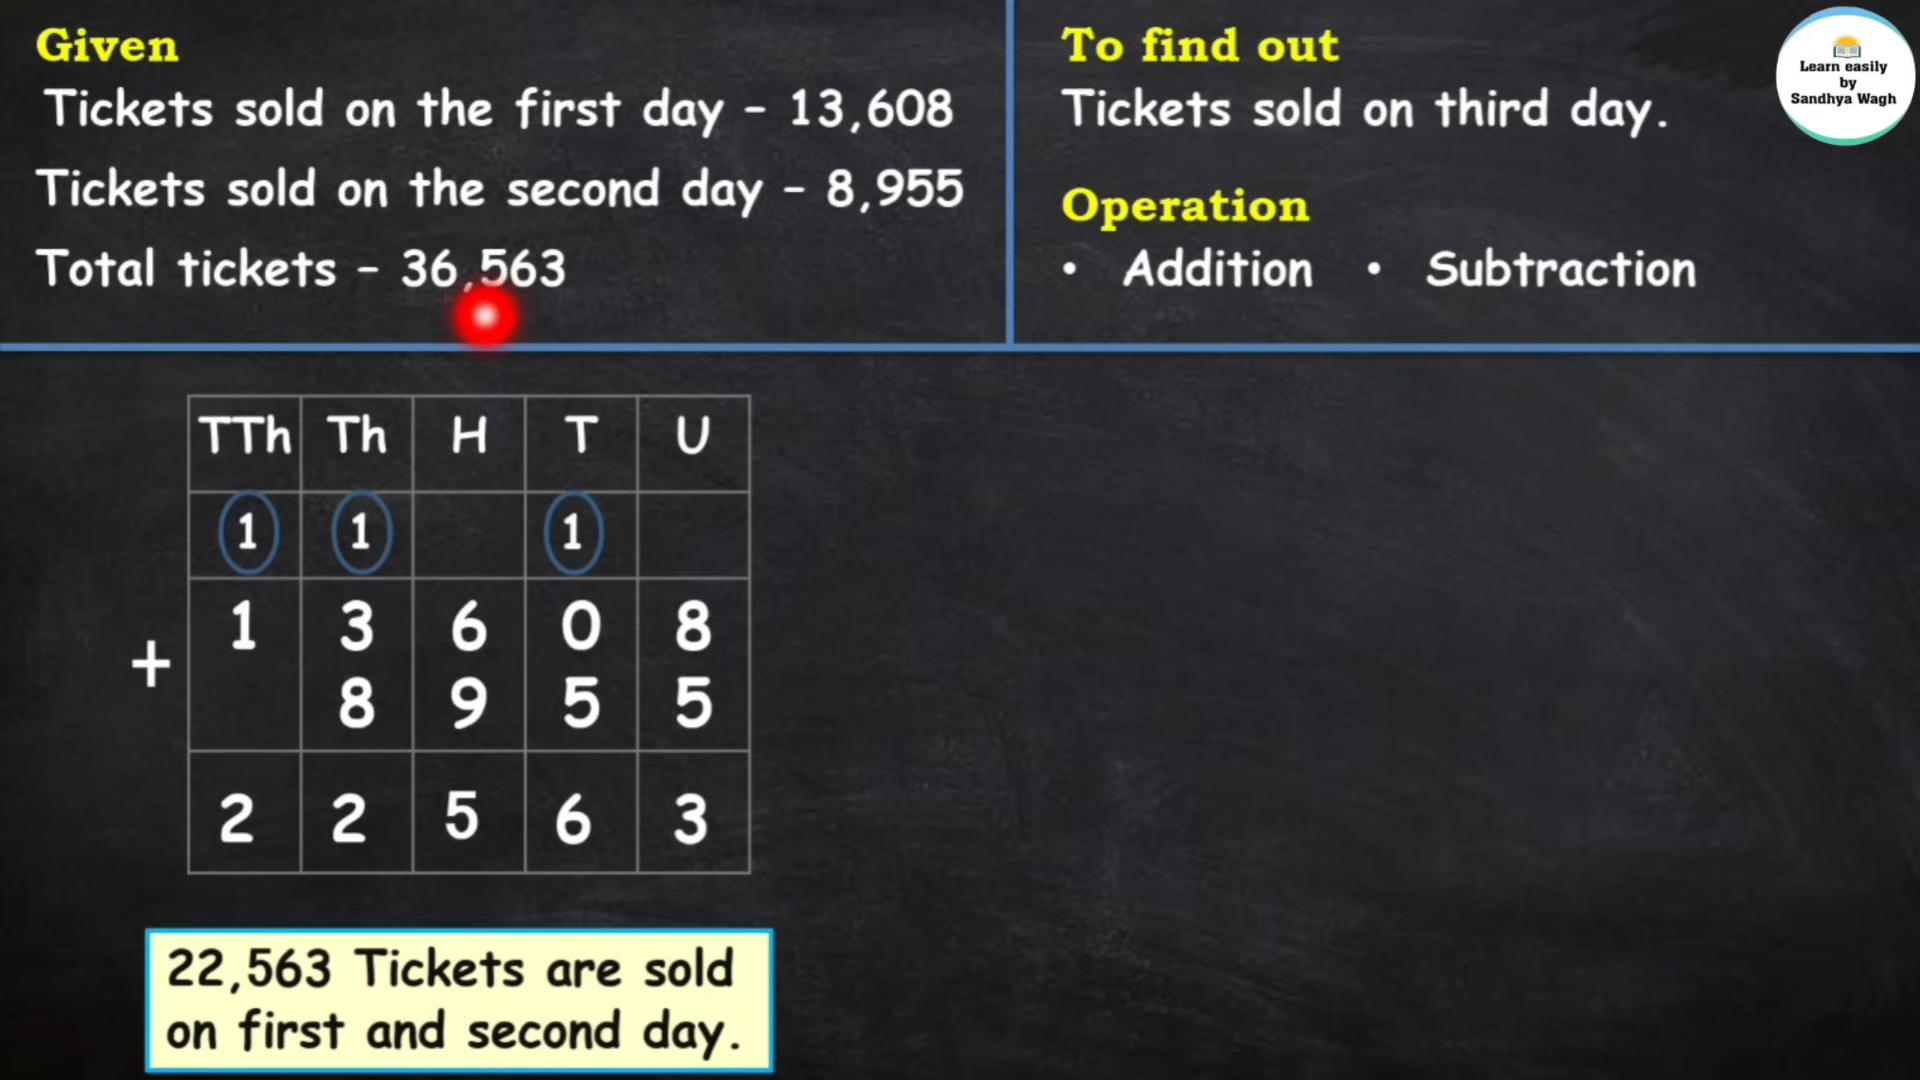 Given
Tickets sold on the first day - 13,608
Tickets sold on the second day - 8,955
Total tickets - 36,563
To find out
Tickets sold on third day.
Operation
• Addition • Subtraction
Learn easily
by
Sandhya Wagh
TTh Th H T U
1 1 1
1 3 6 0 8
+
8 9 5 5
2 2 5 6 3
22,563 Tickets are sold
on first and second day.